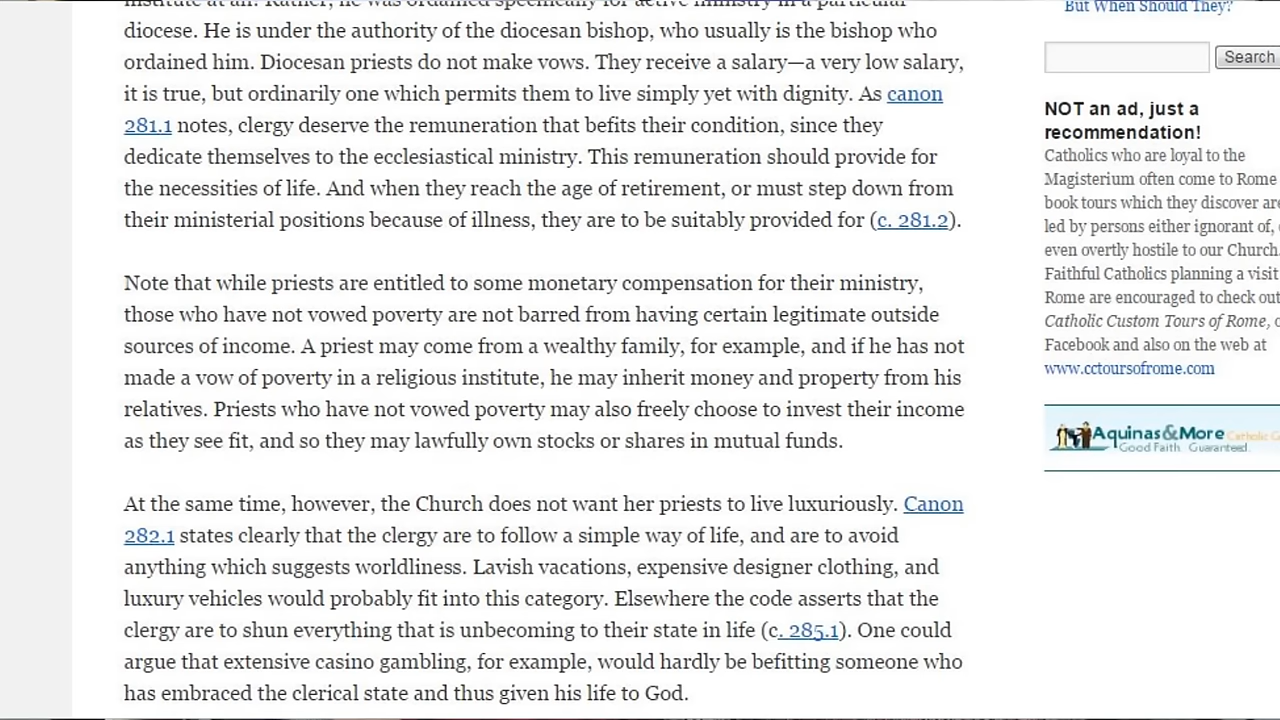 diocese. He is under the authority of the diocesan bishop, who usually is the bishop who
ordained him. Diocesan priests do not make vows. They receive a salary—a very low salary,
it is true, but ordinarily one which permits them to live simply yet with dignity. As canon
281.1 notes, clergy deserve the remuneration that befits their condition, since they
dedicate themselves to the ecclesiastical ministry. This remuneration should provide for
the necessities of life. And when they reach the age of retirement, or must step down from
their ministerial positions because of illness, they are to be suitably provided for (c. 281.2).
Note that while priests are entitled to some monetary compensation for their ministry,
those who have not vowed poverty are not barred from having certain legitimate outside
sources of income. A priest may come from a wealthy family, for example, and if he has not
made a vow of poverty in a religious institute, he may inherit money and property from his
relatives. Priests who have not vowed poverty may also freely choose to invest their income
as they see fit, and so they may lawfully own stocks or shares in mutual funds.
At the same time, however, the Church does not want her priests to live luxuriously. Canon
282.1 states clearly that the clergy are to follow a simple way of life, and are to avoid
anything which suggests worldliness. Lavish vacations, expensive designer clothing, and
luxury vehicles would probably fit into this category. Elsewhere the code asserts that the
clergy are to shun everything that is unbecoming to their state in life (c. 285.1). One could
argue that extensive casino gambling, for example, would hardly be befitting someone who
has embraced the clerical state and thus given his life to God.
But When Should They?
Search
NOT an ad, just a
recommendation!
Catholics who are loyal to the
Magisterium often come to Rome
book tours which they discover are
led by persons either ignorant of,
even overtly hostile to our Church.
Faithful Catholics planning a visit
Rome are encouraged to check out
Catholic Custom Tours of Rome,
Facebook and also on the web at
www.cctoursofrome.com
Aquinas&More Catholic
Good Faith. Guaranteed.